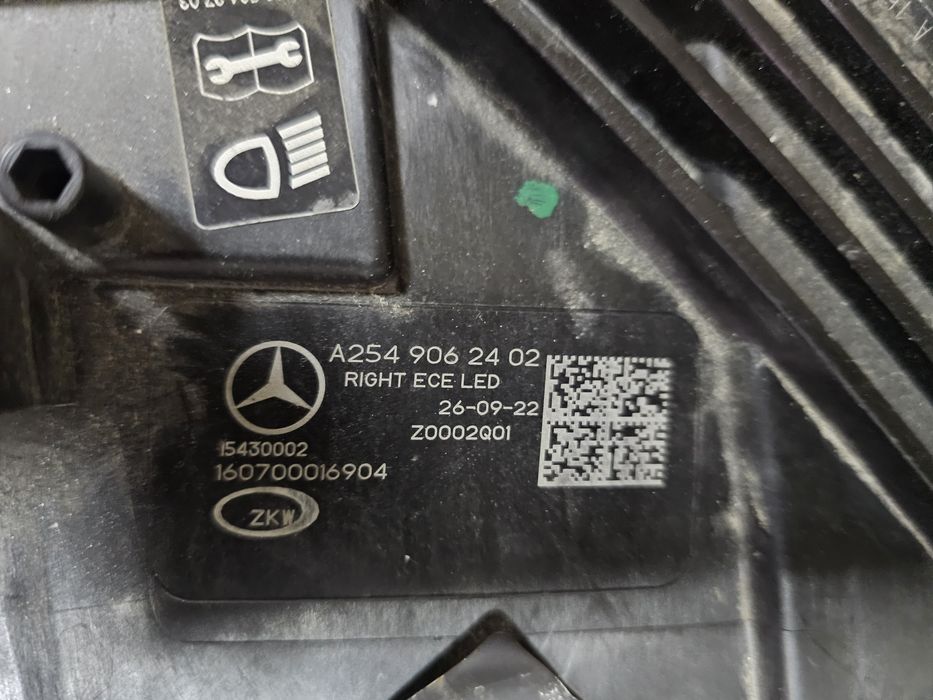 A254 906 24 02
RIGHT ECE LED
26-09-22
Z0002Q01
15430002
160700016904
ZKW